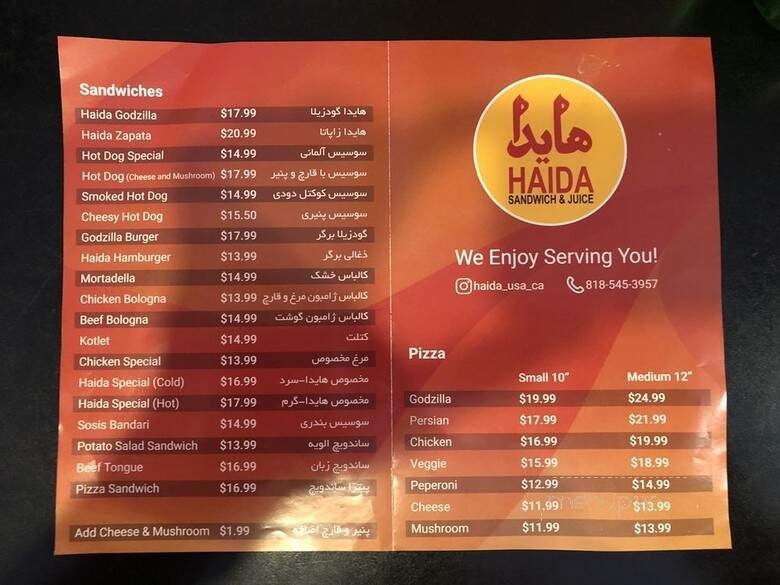 Sandwiches
Haida Godzilla $17.99 هایدا گودزیلا
Haida Zapata $20.99 هایدا زاپاتا
Hot Dog Special $14.99 سوسیس آلمانی
Hot Dog (Cheese and Mushroom) $17.99 سوسیس با قارچ و پنیر
Smoked Hot Dog $14.99 سوسیس کوکتل دودی
Cheesy Hot Dog $15.50 سوسیس پنیری
Godzilla Burger $17.99 گودزیلا برگر
Haida Hamburger $13.99 ذغالی برگر
Mortadella $14.99 کالباس خشک
Chicken Bologna $13.99 کالباس ژامبون مرغ و قارچ
Beef Bologna $14.99 کالباس ژامبون گوشت
Kotlet $14.99 کتلت
Chicken Special $13.99 مرغ مخصوص
Haida Special (Cold) $16.99 مخصوص هایدا-سرد
Haida Special (Hot) $17.99 مخصوص هایدا-گرم
Sosis Bandari $14.99 سوسیس بندری
Potato Salad Sandwich $13.99 ساندویچ الویه
Beef Tongue $16.99 ساندویچ زبان
Pizza Sandwich $16.99 پیتزا ساندویچ
Add Cheese & Mushroom $1.99 پنیر و قارچ اضافه
هایدا
HAIDA
SANDWICH & JUICE
We Enjoy Serving You!
haida_usa_ca 818-545-3957
Pizza
Small 10" Medium 12"
Godzilla $19.99 $24.99
Persian $17.99 $21.99
Chicken $16.99 $19.99
Veggie $15.99 $18.99
Peperoni $12.99 $14.99
Cheese $11.99 $13.99
Mushroom $11.99 $13.99